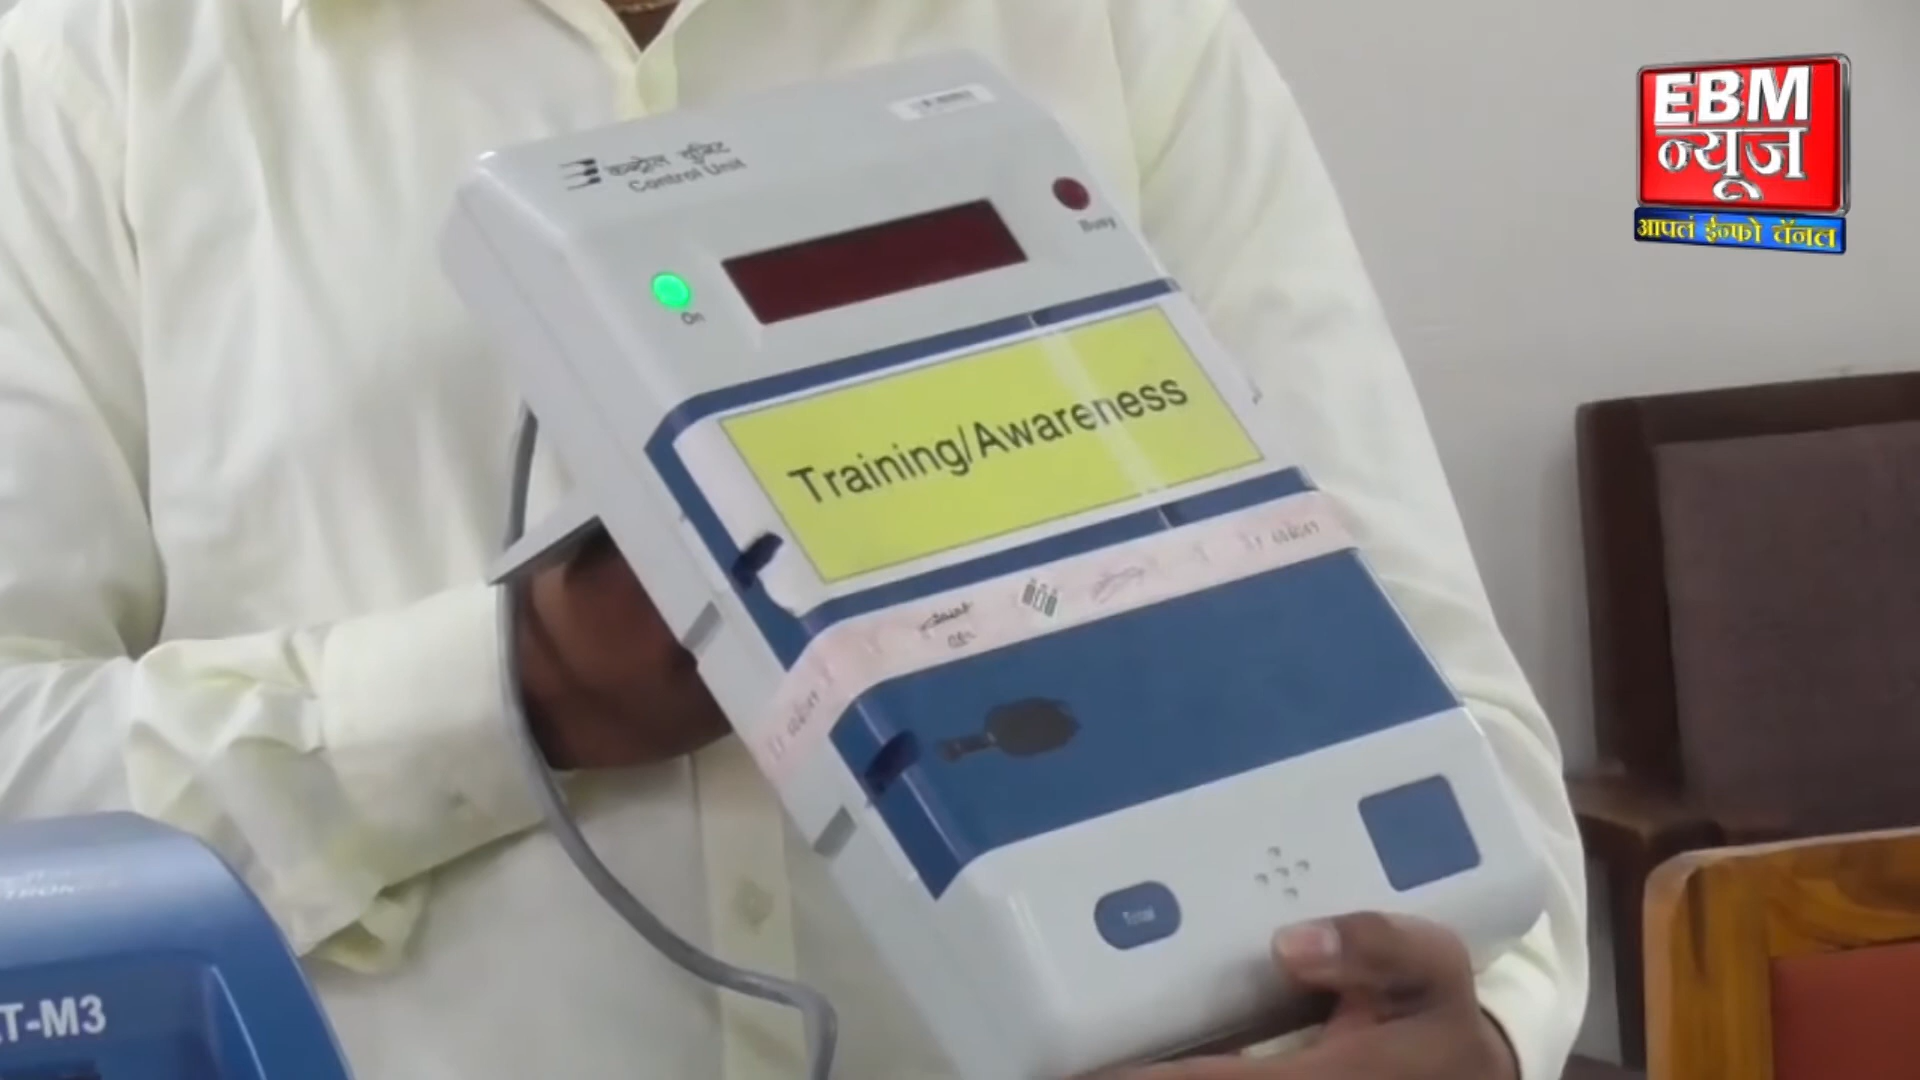 EBM
न्यूज
आपलं ईन्फो चॅनल
कन्ट्रोल युनिट
Control Unit
Busy
On
Training/Awareness
Total
T-M3